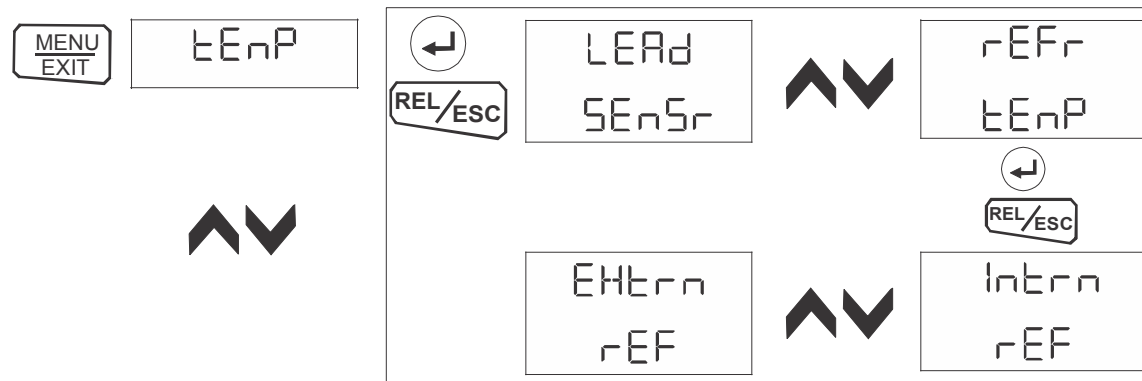 MENU
EXIT
tEnP
REL/ESC
LEAd
SEnSr
rEFr
tEnP
REL/ESC
EHtrn
rEF
Intrn
rEF